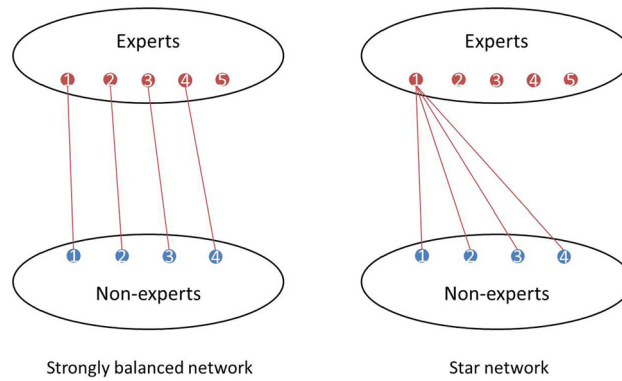 Experts
1 2 3 4 5
1 2 3 4
Non-experts
Strongly balanced network
Experts
1 2 3 4 5
1 2 3 4
Non-experts
Star network